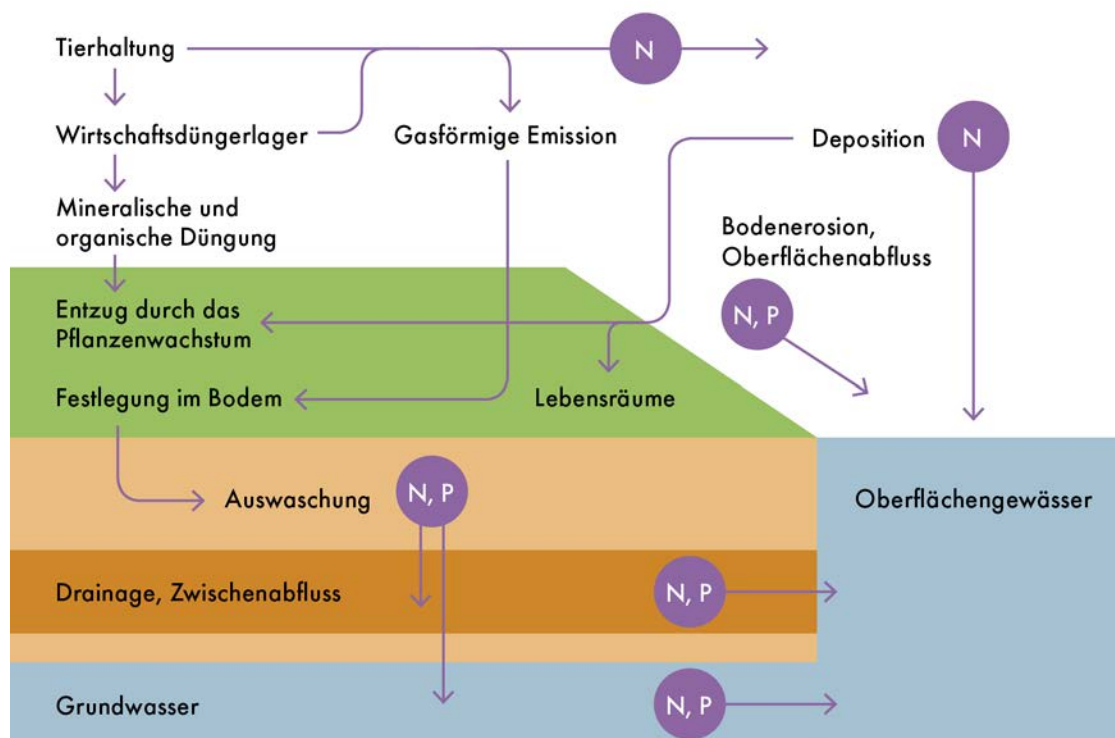 Tierhaltung
N
Wirtschaftsdüngerlager
Gasförmige Emission
Deposition
N
Mineralische und
organische Düngung
Bodenerosion,
Oberflächenabfluss
N, P
Entzug durch das
Pflanzenwachstum
Festlegung im Bodem
Lebensräume
Auswaschung
N, P
Oberflächengewässer
Drainage, Zwischenabfluss
N, P
Grundwasser
N, P